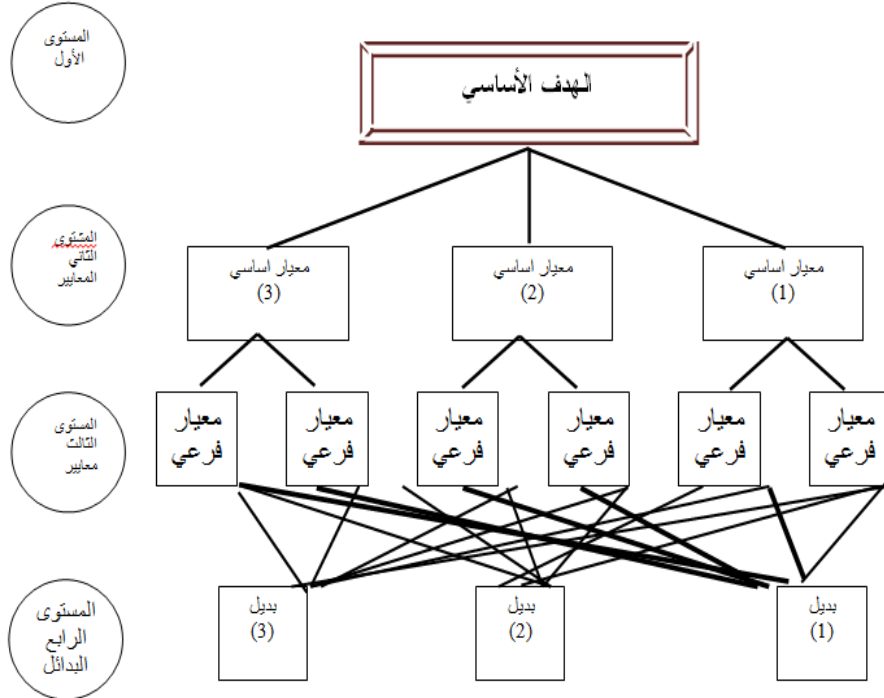 المستوى
الأول
الهدف الأساسي
المستوى
الثاني
المعايير
معيار اساسي
(1)
معيار اساسي
(2)
معيار اساسي
(3)
المستوى
الثالث
معايير
معيار
فرعي
معيار
فرعي
معيار
فرعي
معيار
فرعي
معيار
فرعي
معيار
فرعي
المستوى
الرابع
البدائل
بديل
(1)
بديل
(2)
بديل
(3)